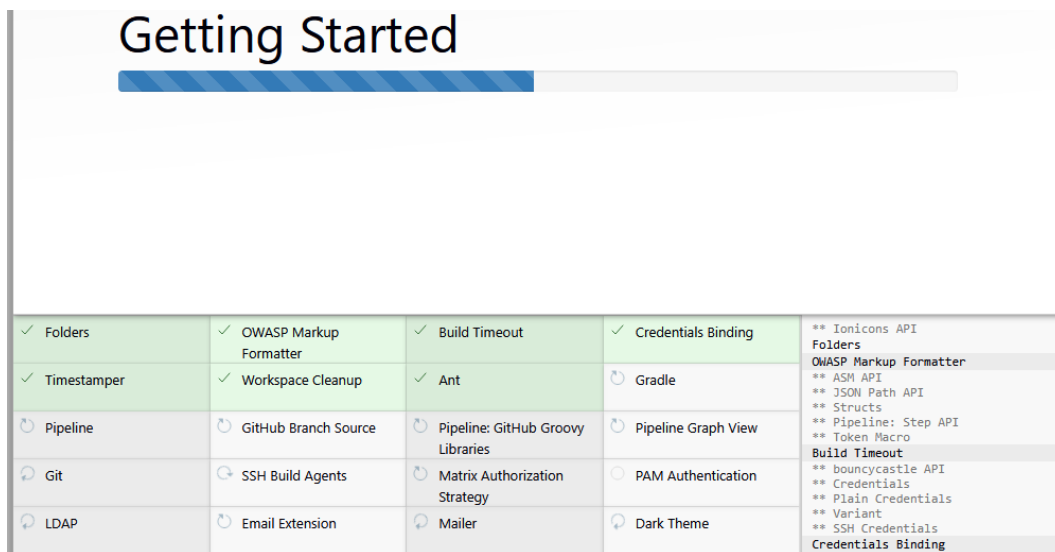 Getting Started
Folders
OWASP Markup
Formatter
Build Timeout
Credentials Binding
Timestamper
Workspace Cleanup
Ant
Gradle
Pipeline
GitHub Branch Source
Pipeline: GitHub Groovy
Libraries
Pipeline Graph View
Git
SSH Build Agents
Matrix Authorization
Strategy
PAM Authentication
LDAP
Email Extension
Mailer
Dark Theme
** Ionicons API
Folders
OWASP Markup Formatter
** ASM API
** JSON Path API
** Structs
** Pipeline: Step API
** Token Macro
Build Timeout
** bouncycastle API
** Credentials
** Plain Credentials
** Variant
** SSH Credentials
Credentials Binding